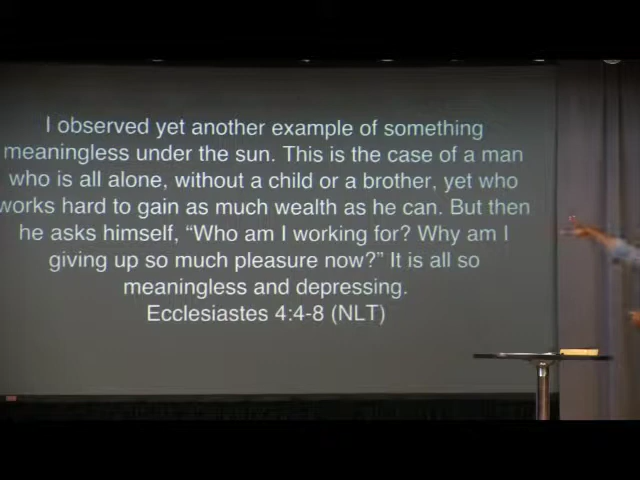 I observed yet another example of something
meaningless under the sun. This is the case of a man
who is all alone, without a child or a brother, yet who
works hard to gain as much wealth as he can. But then
he asks himself, “Who am I working for? Why am I
giving up so much pleasure now?” It is all so
meaningless and depressing.
Ecclesiastes 4:4-8 (NLT)